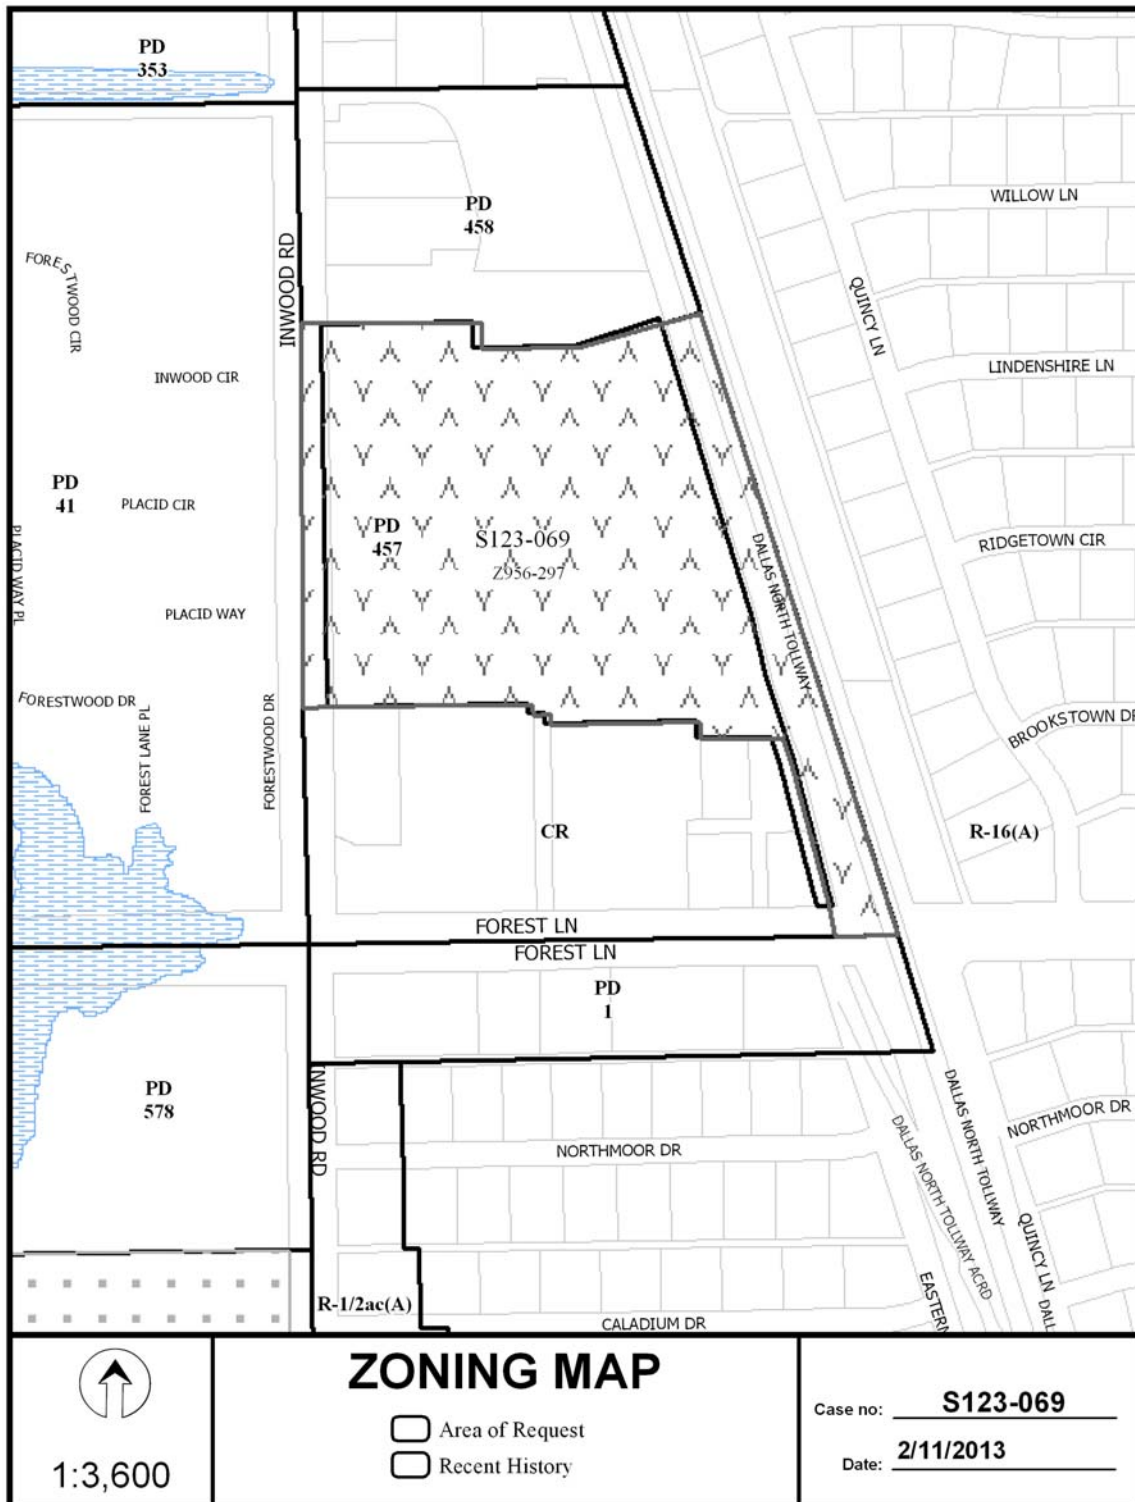 PD
353
WILLOW LN
PD
458
INWOOD RD
FORESTWOOD CIR
QUINCY LN
INWOOD CIR
LINDENSHIRE LN
PD
41
PLACID CIR
PD
457
S123-069
Z956-297
RIDGETOWN CIR
DALLAS NORTH TOLLWAY
PLACID WAY PL
PLACID WAY
FORESTWOOD DR
FOREST LANE PL
FORESTWOOD DR
BROOKSTOWN DR
CR
R-16(A)
FOREST LN
FOREST LN
PD
1
PD
578
INWOOD RD
NORTHMOOR DR
NORTHMOOR DR
DALLAS NORTH TOLLWAY
DALLAS NORTH TOLLWAY ACRD
QUINCY LN
DALL
EASTERN
R-1/2ac(A)
CALADIUM DR
1:3,600
ZONING MAP
Area of Request
Recent History
Case no: S123-069
Date: 2/11/2013